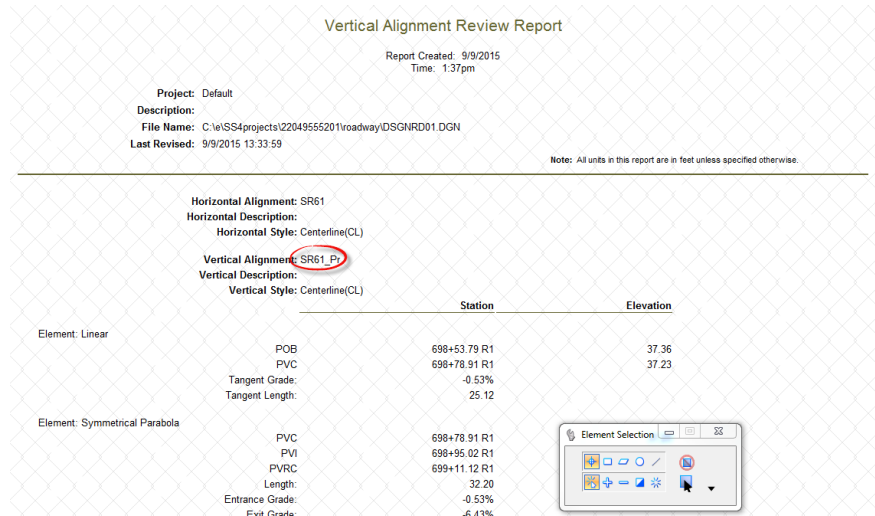 Vertical Alignment Review Report
Report Created: 9/9/2015
Time: 1:37pm
Project: Default
Description:
File Name: C:\e\SS4projects\22049555201\roadway\DSGNRD01.DGN
Last Revised: 9/9/2015 13:33:59
Note: All units in this report are in feet unless specified otherwise.
Horizontal Alignment: SR61
Horizontal Description:
Horizontal Style: Centerline(CL)
Vertical Alignment: SR61_Pr
Vertical Description:
Vertical Style: Centerline(CL)
Station Elevation
Element: Linear
POB 698+53.79 R1 37.36
PVC 698+78.91 R1 37.23
Tangent Grade: -0.53%
Tangent Length: 25.12
Element: Symmetrical Parabola
PVC 698+78.91 R1
PVI 698+95.02 R1
PVRC 699+11.12 R1
Length: 32.20
Entrance Grade: -0.53%
Exit Grade: -6.43%
Element Selection